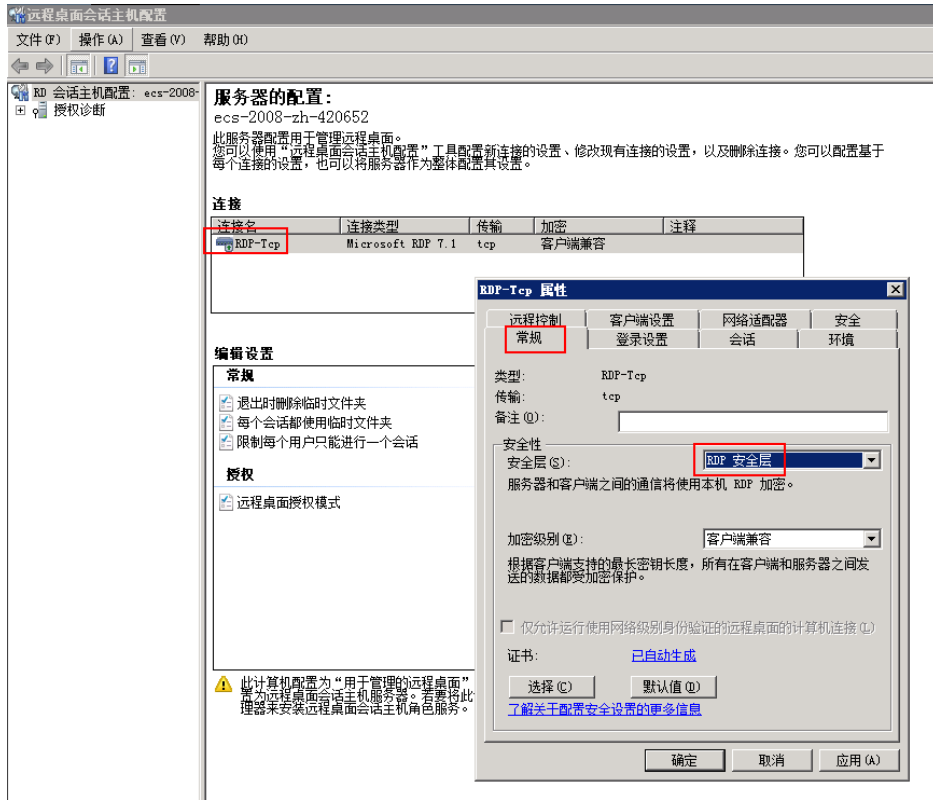 远程桌面会话主机配置
文件(F) 操作(A) 查看(V) 帮助(H)
RD 会话主机配置: ecs-2008-
授权诊断
服务器的配置:
ecs-2008-zh-420652
此服务器配置用于管理远程桌面。
您可以使用“远程桌面会话主机配置”工具配置新连接的设置、修改现有连接的设置,以及删除连接。您可以配置基于
每个连接的设置,也可以将服务器作为整体配置其设置。
连接
连接名 连接类型 传输 加密 注释
RDP-Tcp Microsoft RDP 7.1 tcp 客户端兼容
编辑设置
常规
退出时删除临时文件夹
每个会话都使用临时文件夹
限制每个用户只能进行一个会话
授权
远程桌面授权模式
此计算机配置为“用于管理的远程桌面”
置为远程桌面会话主机服务器。若要将此
理器来安装远程桌面会话主机角色服务。
RDP-Tcp 属性
远程控制 客户端设置 网络适配器 安全
常规 登录设置 会话 环境
类型: RDP-Tcp
传输: tcp
备注(O):
安全性
安全层(S): RDP 安全层
服务器和客户端之间的通信将使用本机 RDP 加密。
加密级别(E): 客户端兼容
根据客户端支持的最长密钥长度,所有在客户端和服务器之间发
送的数据都受加密保护。
仅允许运行使用网络级别身份验证的远程桌面的计算机连接(L)
证书: 已自动生成
选择(C) 默认值(D)
了解关于配置安全设置的更多信息
确定 取消 应用(A)